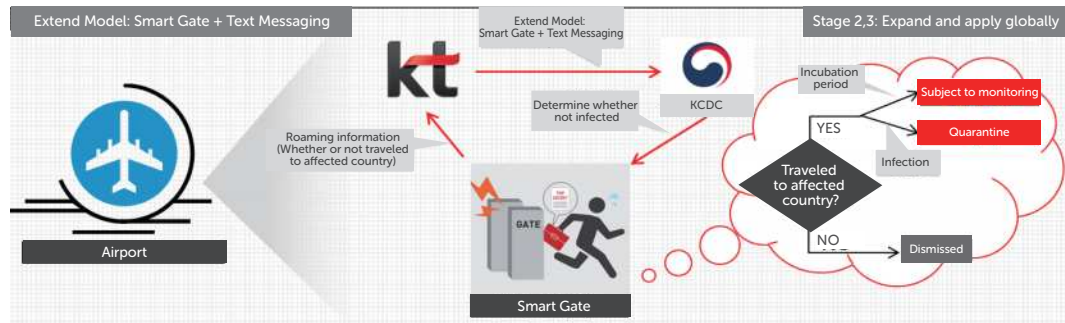 Extend Model: Smart Gate + Text Messaging
Extend Model:
Smart Gate + Text Messaging
Stage 2,3: Expand and apply globally
kt
KCDC
Determine whether
not infected
Roaming information
(Whether or not traveled
to affected country)
Airport
GATE
TOP
SECRET
Smart Gate
Incubation
period
Subject to monitoring
YES
Quarantine
Infection
Traveled
to affected
country?
NO
Dismissed